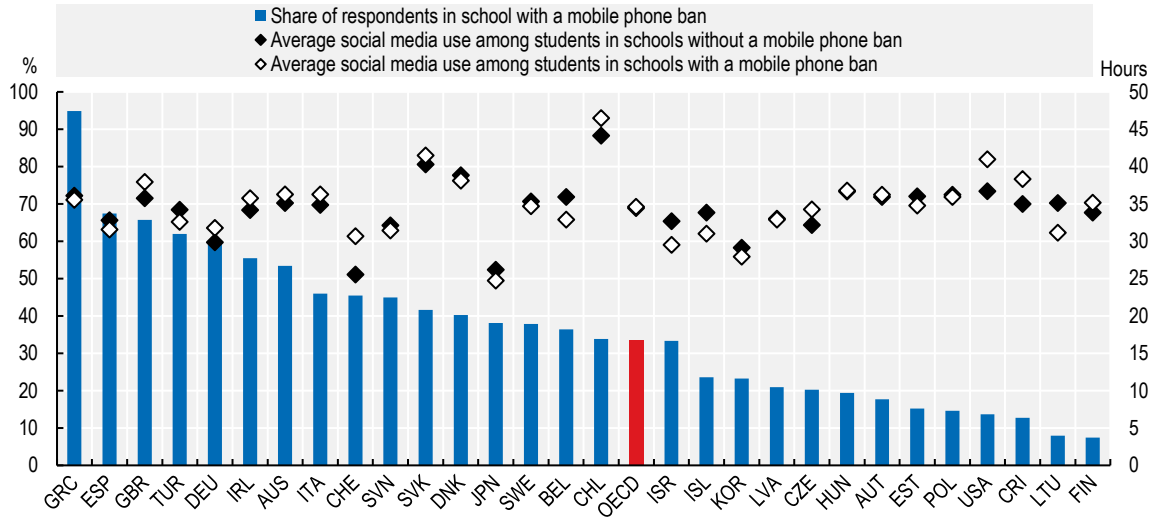 Share of respondents in school with a mobile phone ban
Average social media use among students in schools without a mobile phone ban
Average social media use among students in schools with a mobile phone ban
% Hours
100 50
90 45
80 40
70 35
60 30
50 25
40 20
30 15
20 10
10 5
0 0
GRC ESP GBR TUR DEU IRL AUS ITA CHE SVN SVK DNK JPN SWE BEL CHL OECD ISR ISL KOR LVA CZE HUN AUT EST POL USA CRI LTU FIN